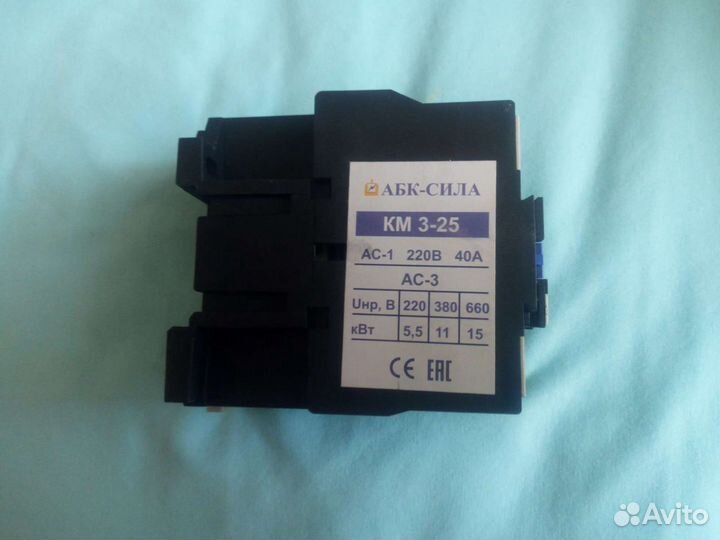 АБК-СИЛА
КМ 3-25
АС-1 220В 40А
АС-3
Uнр, В 220 380 660
кВт 5,5 11 15
CE EAC
Avito